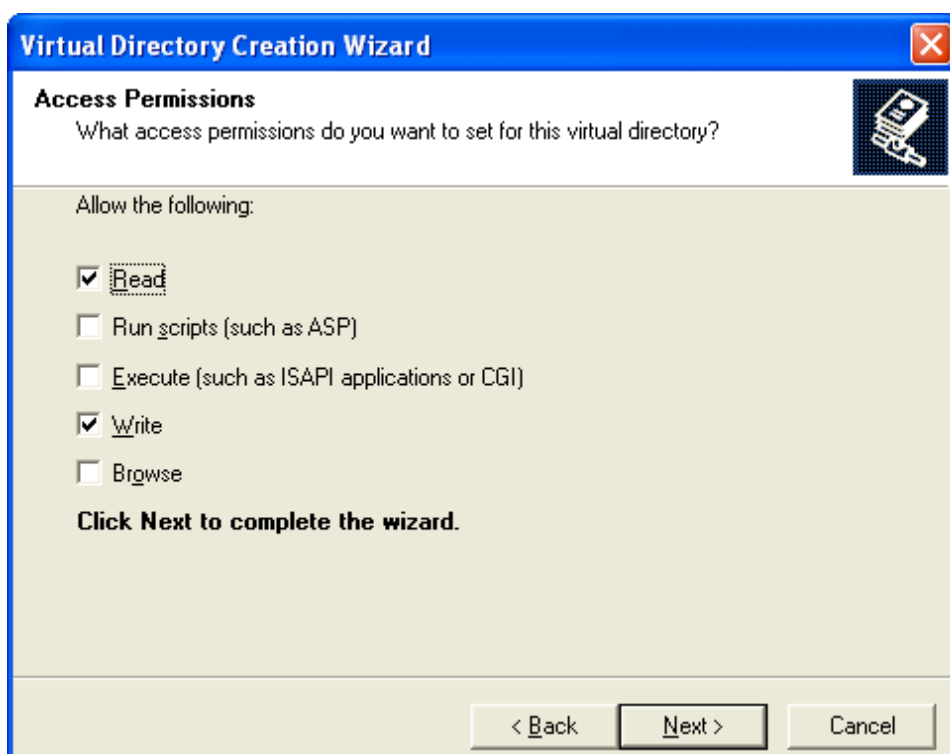 Virtual Directory Creation Wizard
Access Permissions
What access permissions do you want to set for this virtual directory?
Allow the following:
Read
Run scripts (such as ASP)
Execute (such as ISAPI applications or CGI)
Write
Browse
Click Next to complete the wizard.
< Back Next > Cancel